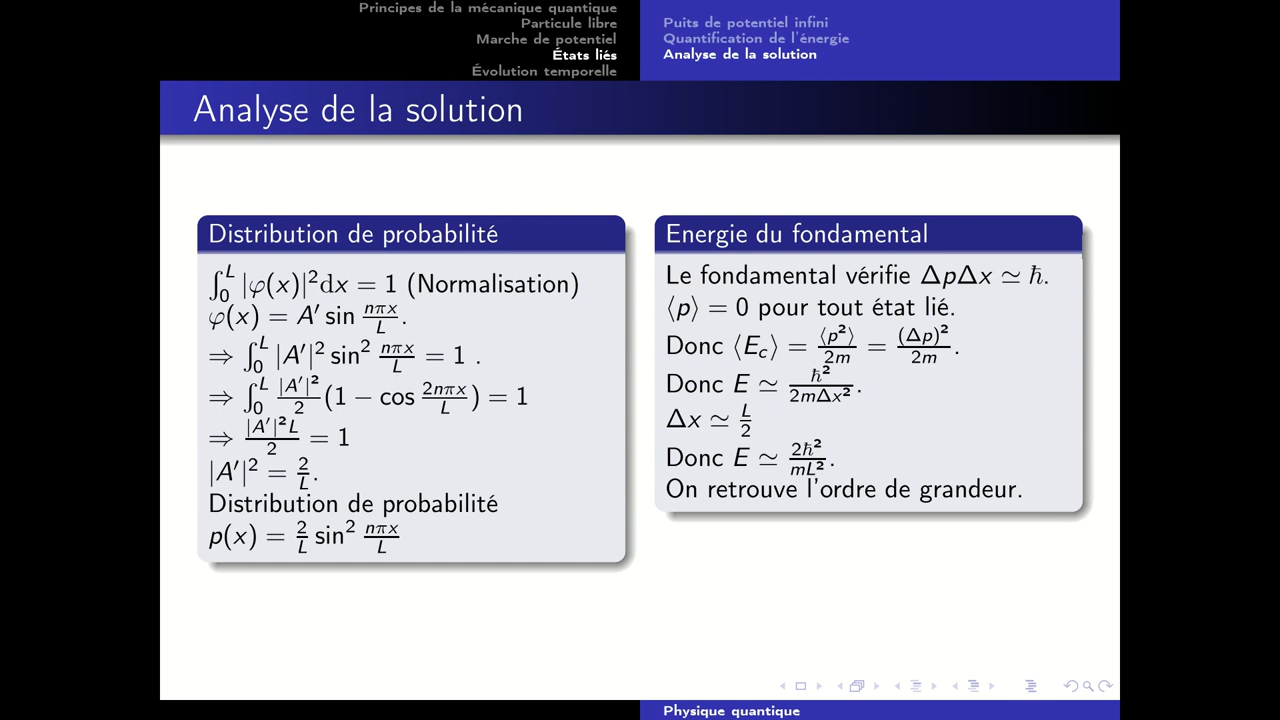 Principes de la mécanique quantique
Particule libre
Marche de potentiel
États liés
Évolution temporelle
Puits de potentiel infini
Quantification de l'énergie
Analyse de la solution
Analyse de la solution
Distribution de probabilité
∫₀ᴸ |φ(x)|²dx = 1 (Normalisation)
φ(x) = A′ sin nπx/L.
⇒ ∫₀ᴸ |A′|² sin² nπx/L = 1 .
⇒ ∫₀ᴸ |A′|²/2 (1 − cos 2nπx/L) = 1
⇒ |A′|²L/2 = 1
|A′|² = 2/L.
Distribution de probabilité
p(x) = 2/L sin² nπx/L
Energie du fondamental
Le fondamental vérifie ΔpΔx ≃ ℏ.
⟨p⟩ = 0 pour tout état lié.
Donc ⟨E_c⟩ = ⟨p²⟩/2m = (Δp)²/2m.
Donc E ≃ ℏ²/2mΔx².
Δx ≃ L/2
Donc E ≃ 2ℏ²/mL².
On retrouve l'ordre de grandeur.
Physique quantique